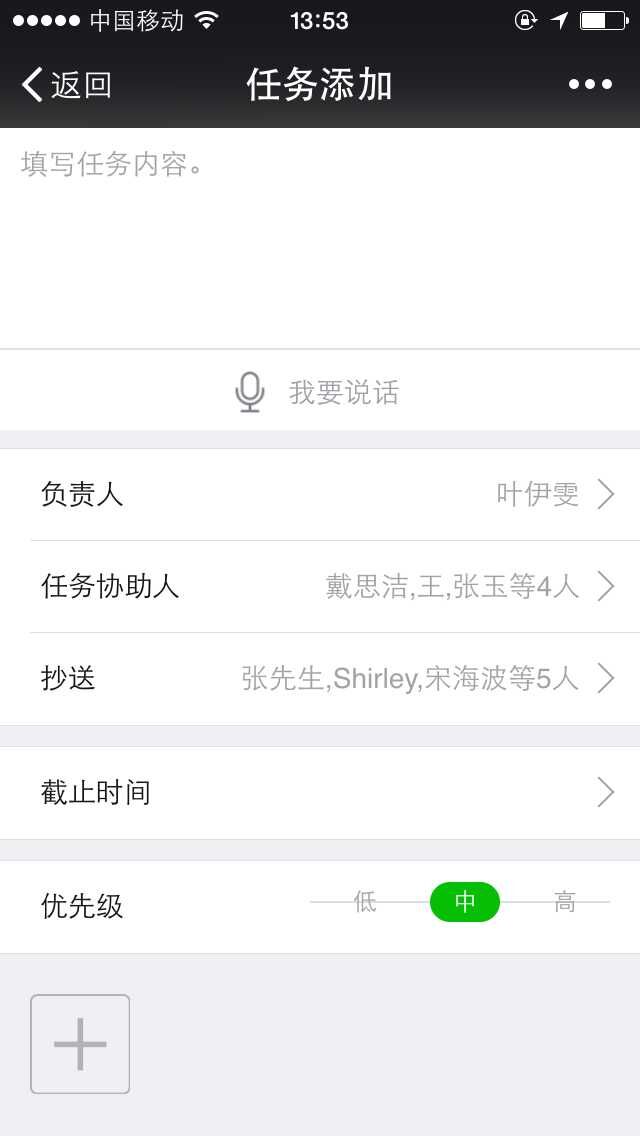 中国移动 13:53
返回 任务添加
填写任务内容。
我要说话
负责人 叶伊雯
任务协助人 戴思洁,王,张玉等4人
抄送 张先生,Shirley,宋海波等5人
截止时间
优先级 低 中 高